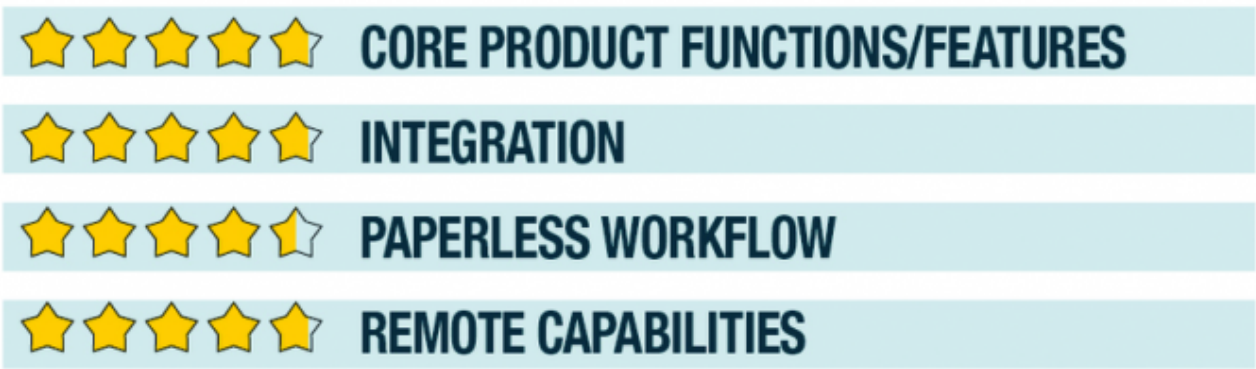 CORE PRODUCT FUNCTIONS/FEATURES
INTEGRATION
PAPERLESS WORKFLOW
REMOTE CAPABILITIES